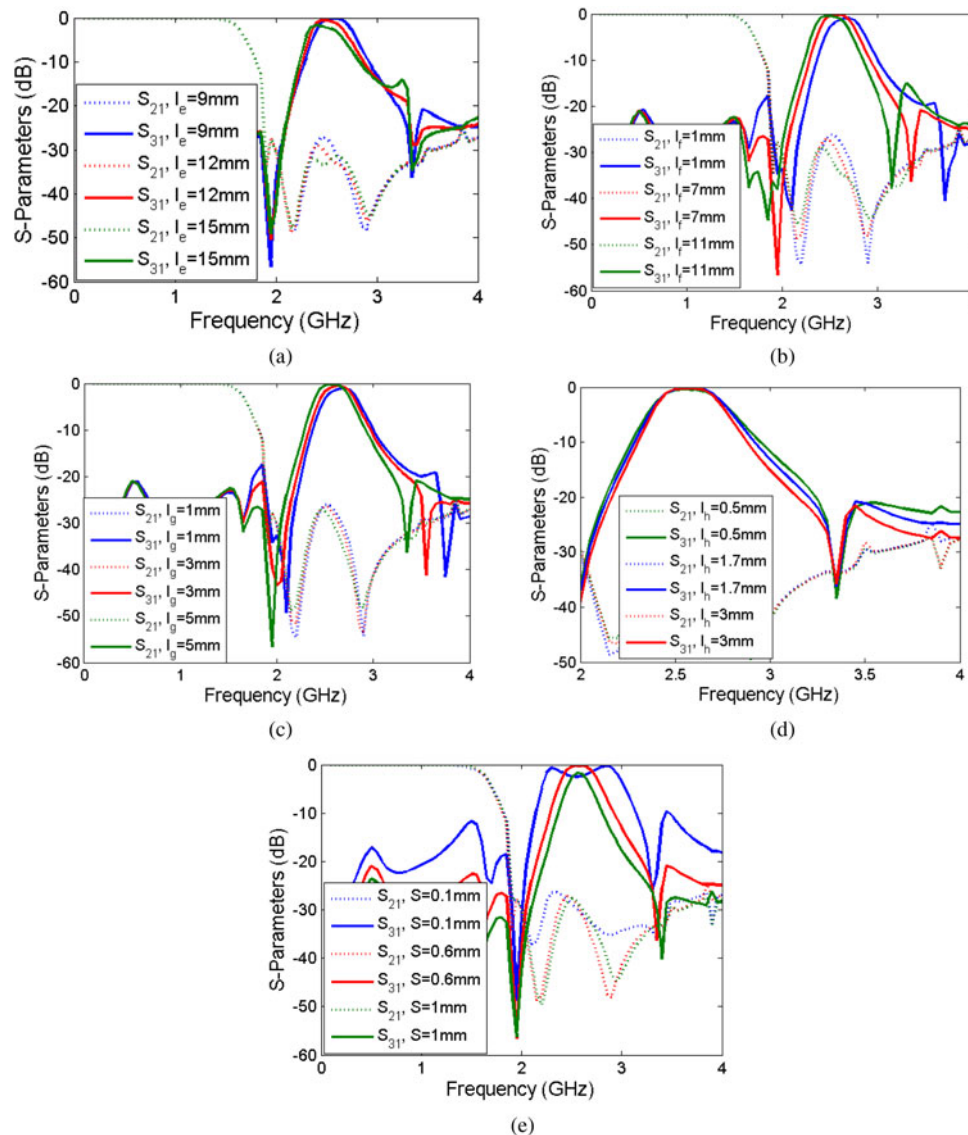 0
-10
-20
-30
-40
-50
-60
S-Parameters (dB)
S21, le=9mm
S31, le=9mm
S21, le=12mm
S31, le=12mm
S21, le=15mm
S31, le=15mm
0 1 2 3 4
Frequency (GHz)
(a)
0
-10
-20
-30
-40
-50
-60
S-Parameters (dB)
S21, lf=1mm
S31, lf=1mm
S21, lf=7mm
S31, lf=7mm
S21, lf=11mm
S31, lf=11mm
0 1 2 3
Frequency (GHz)
(b)
0
-10
-20
-30
-40
-50
-60
S-Parameters (dB)
S21, lg=1mm
S31, lg=1mm
S21, lg=3mm
S31, lg=3mm
S21, lg=5mm
S21, lg=5mm
0 1 2 3 4
Frequency (GHz)
(c)
0
-10
-20
-30
-40
-50
S-Parameters (dB)
S21, lh=0.5mm
S31, lh=0.5mm
S21, lh=1.7mm
S31, lh=1.7mm
S21, lh=3mm
S31, lh=3mm
2 2.5 3 3.5 4
Frequency (GHz)
(d)
0
-10
-20
-30
-40
-50
-60
S-Parameters (dB)
S21, S=0.1mm
S31, S=0.1mm
S21, S=0.6mm
S31, S=0.6mm
S21, S=1mm
S31, S=1mm
0 1 2 3 4
Frequency (GHz)
(e)